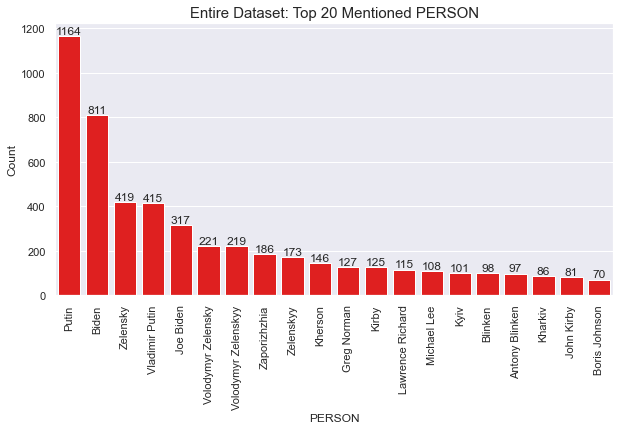 Entire Dataset: Top 20 Mentioned PERSON
Count
1200
1000
800
600
400
200
0
1164
811
419
415
317
221
219
186
173
146
127
125
115
108
101
98
97
86
81
70
Putin
Biden
Zelensky
Vladimir Putin
Joe Biden
Volodymyr Zelensky
Volodymyr Zelenskyy
Zaporizhzhia
Zelenskyy
Kherson
Greg Norman
Kirby
Lawrence Richard
Michael Lee
Kyiv
Blinken
Antony Blinken
Kharkiv
John Kirby
Boris Johnson
PERSON